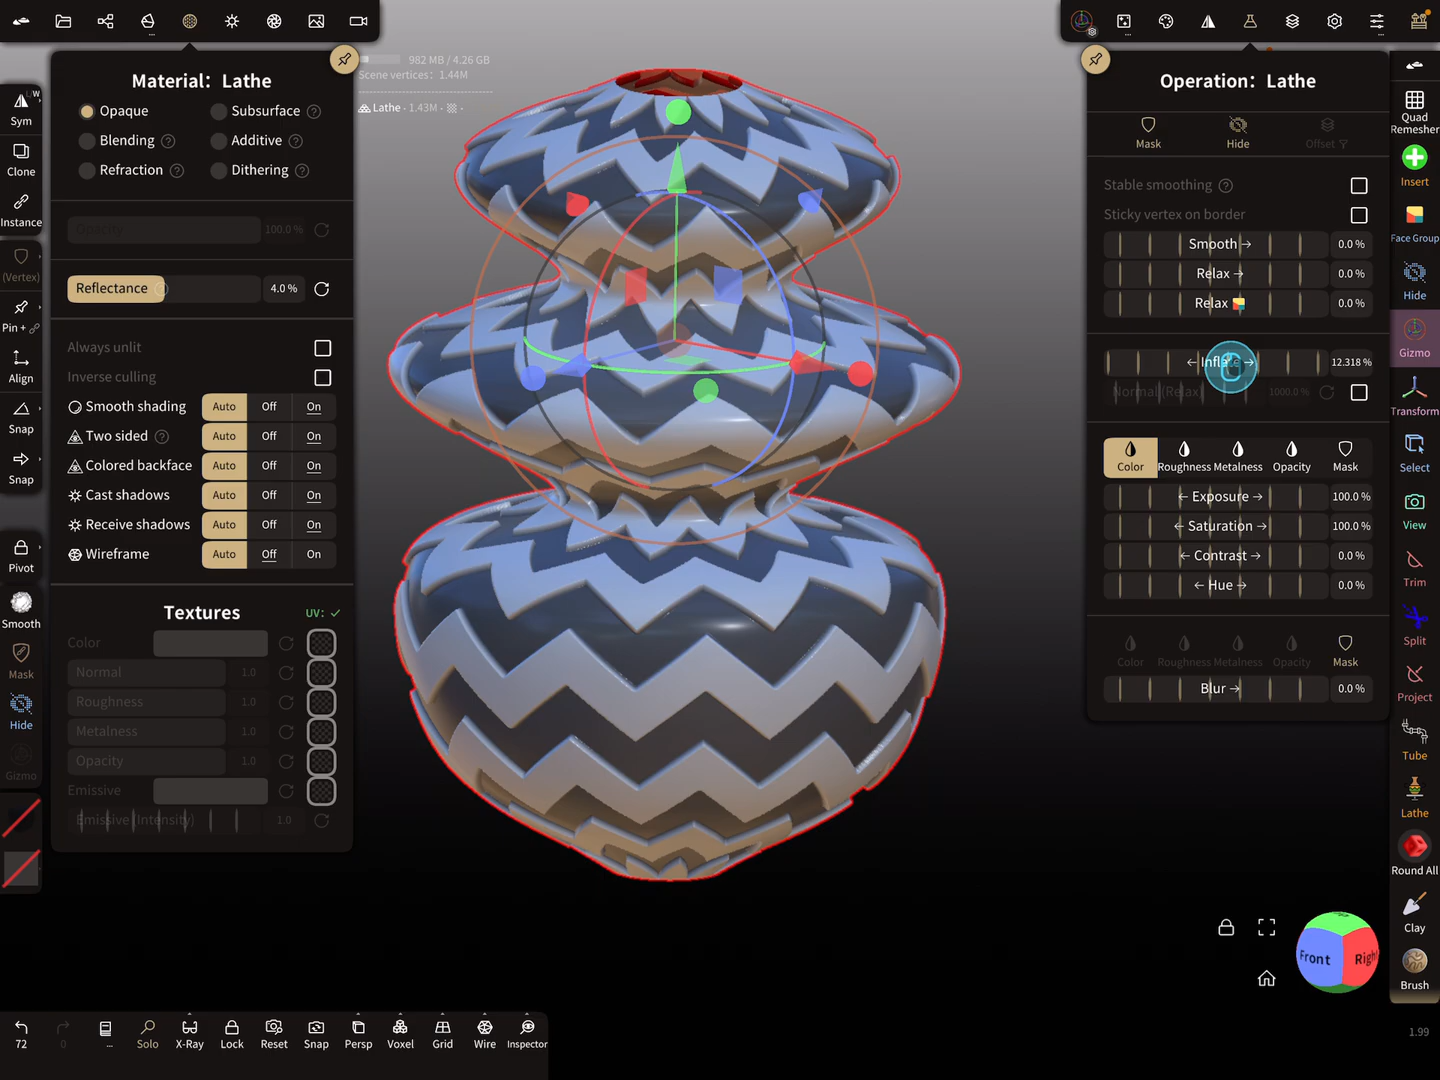 982 MB / 4.26 GB
Scene vertices: 1.44M
Lathe - 1.43M -
Material: Lathe
Opaque
Subsurface
Blending
Additive
Refraction
Dithering
Opacity
100.0 %
Reflectance
4.0 %
Always unlit
Inverse culling
Smooth shading Auto Off On
Two sided Auto Off On
Colored backface Auto Off On
Cast shadows Auto Off On
Receive shadows Auto Off On
Wireframe Auto Off On
Textures
UV:
Color
Normal 1.0
Roughness 1.0
Metalness 1.0
Opacity 1.0
Emissive
Emissive (Intensity) 1.0
W
Sym
Clone
Instance
(Vertex)
Pin +
Align
Snap
Snap
Pivot
Smooth
Mask
Hide
Gizmo
Operation: Lathe
Mask
Hide
Offset
Stable smoothing
Sticky vertex on border
Smooth → 0.0 %
Relax → 0.0 %
Relax 0.0 %
12.318 %
Normal (Relax) 1000.0 %
Color Roughness Metalness Opacity Mask
← Exposure → 100.0 %
← Saturation → 100.0 %
← Contrast → 0.0 %
← Hue → 0.0 %
Color Roughness Metalness Opacity Mask
Blur → 0.0 %
Quad
Remesher
Insert
Face Group
Hide
Gizmo
Transform
Select
View
Trim
Split
Project
Tube
Lathe
Round All
Clay
Brush
1.99
Front
Right
72
0
...
Solo
X-Ray
Lock
Reset
Snap
Persp
Voxel
Grid
Wire
Inspector